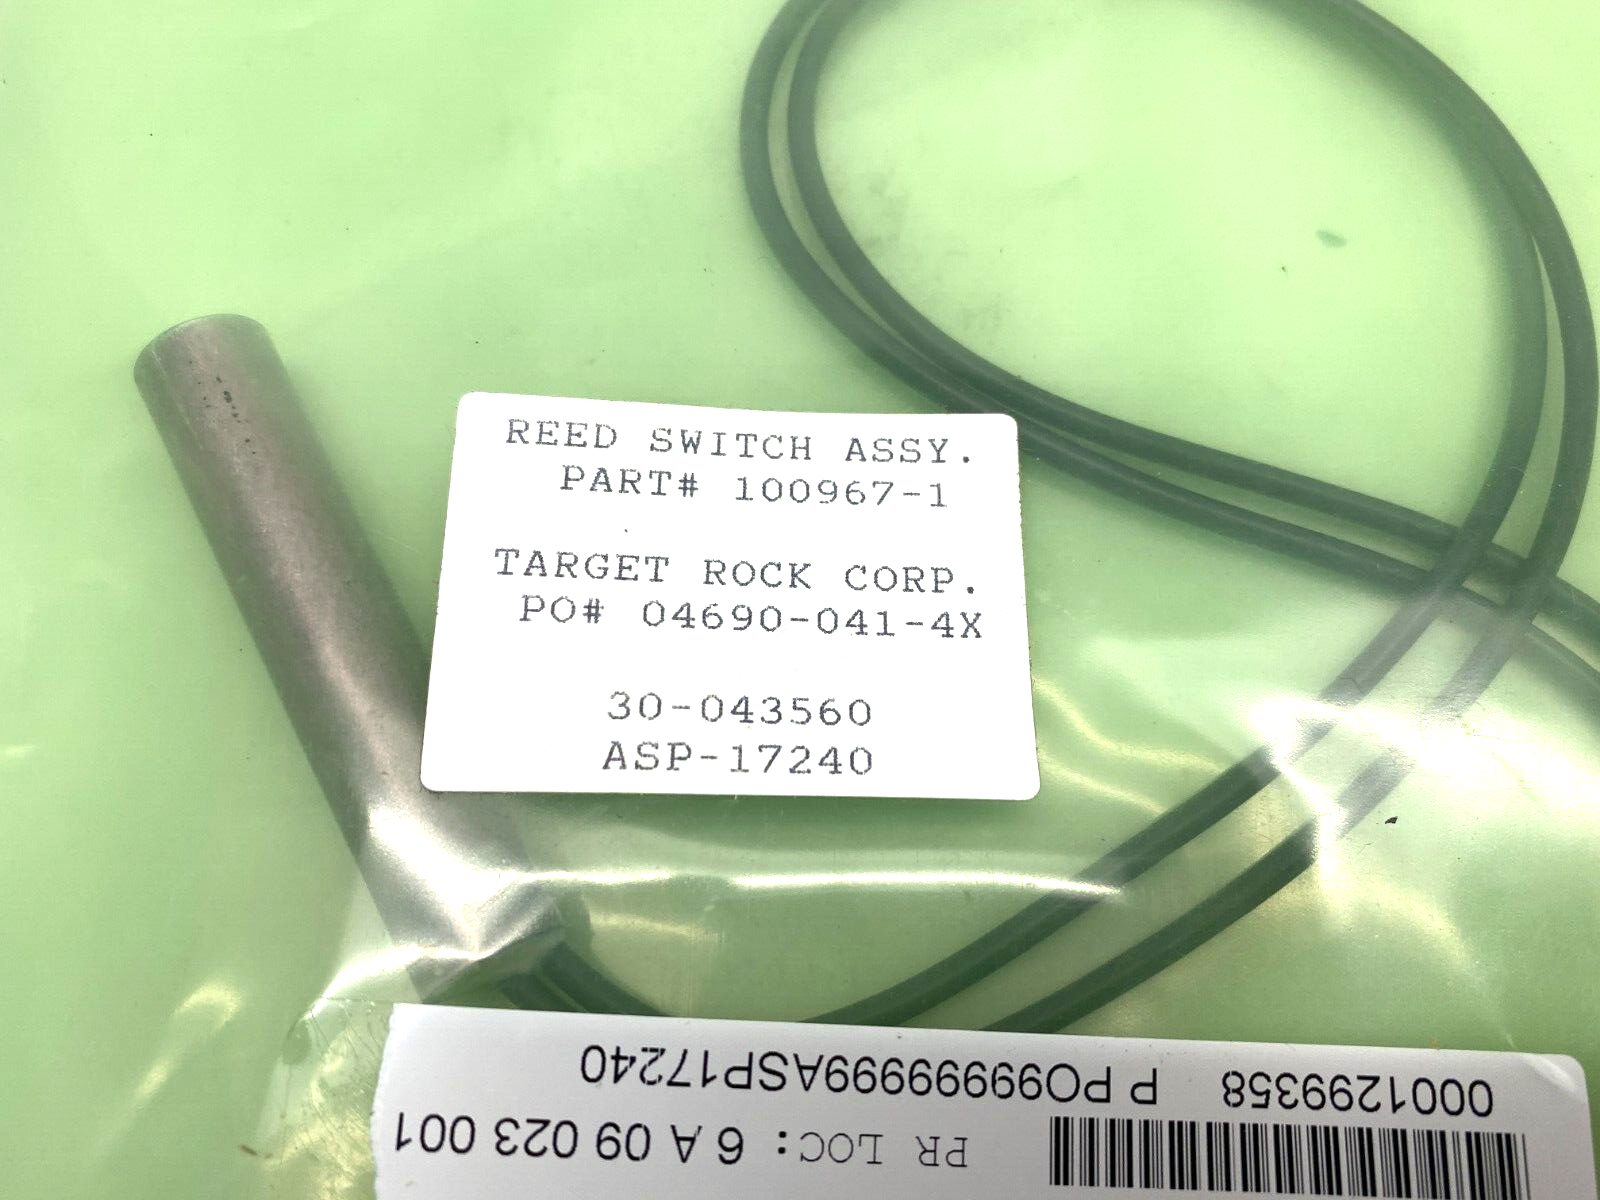 REED SWITCH ASSY.
PART# 100967-1
TARGET ROCK CORP.
PO# 04690-041-4X
30-043560
ASP-17240
PR LOC: 6 A 09 023 001
0001299358 P PO99999999ASP17240